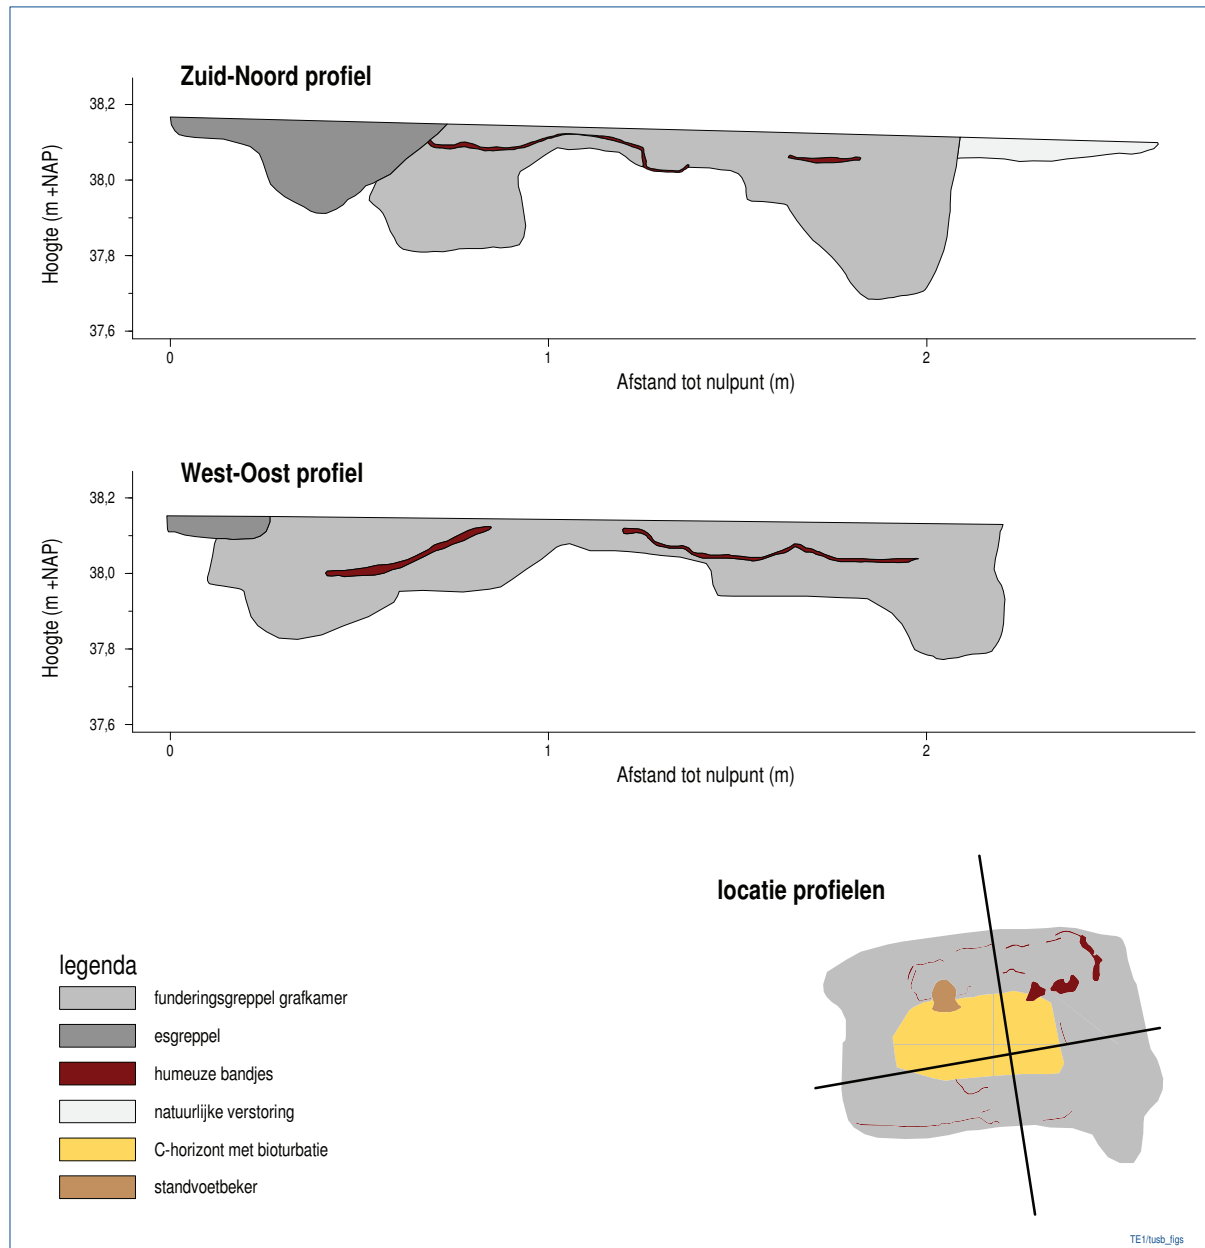 Zuid-Noord profiel
Hoogte (m +NAP)
38,2
38,0
37,8
37,6
0
1
2
Afstand tot nulpunt (m)
West-Oost profiel
Hoogte (m +NAP)
38,2
38,0
37,8
37,6
0
1
2
Afstand tot nulpunt (m)
locatie profielen
legenda
funderingsgreppel grafkamer
esgreppel
humeuze bandjes
natuurlijke verstoring
C-horizont met bioturbatie
standvoetbeker
TE1/tusb_figs